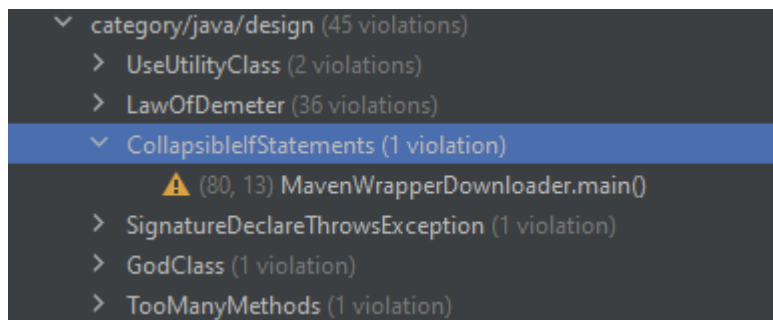 category/java/design (45 violations)
UseUtilityClass (2 violations)
LawOfDemeter (36 violations)
CollapsibleIfStatements (1 violation)
(80, 13) MavenWrapperDownloader.main()
SignatureDeclareThrowsException (1 violation)
GodClass (1 violation)
TooManyMethods (1 violation)